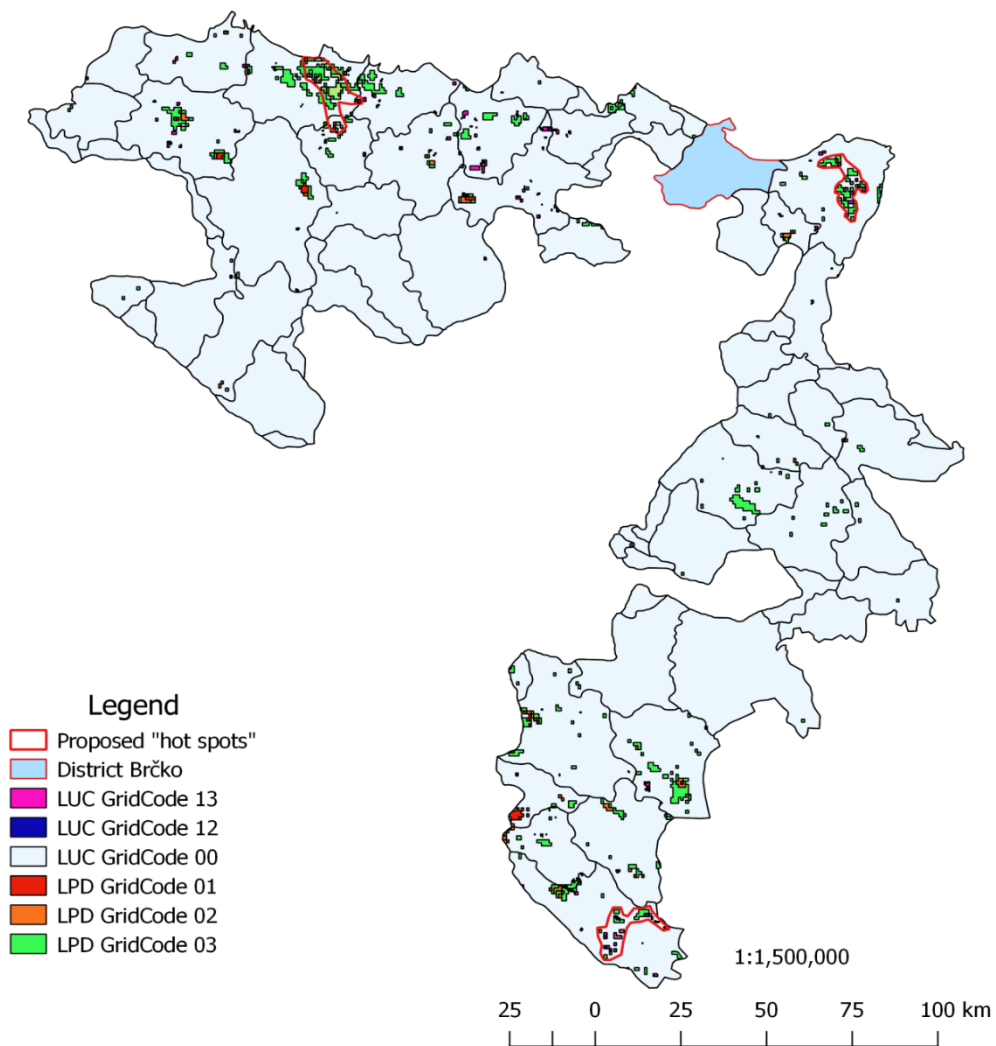 Legend
Proposed "hot spots"
District Brčko
LUC GridCode 13
LUC GridCode 12
LUC GridCode 00
LPD GridCode 01
LPD GridCode 02
LPD GridCode 03
1:1,500,000
25 0 25 50 75 100 km